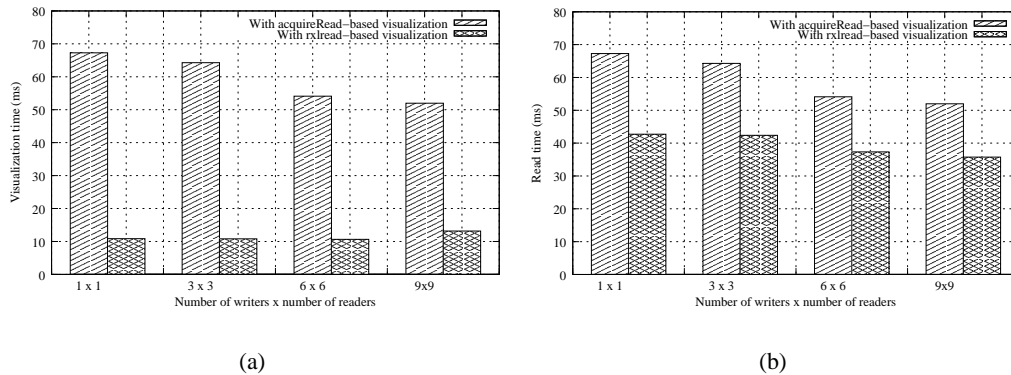 80
70
60
50
40
30
20
10
0
Visualization time (ms)
With acquireRead−based visualization
With rxlread−based visualization
1 x 1
3 x 3
6 x 6
9x9
Number of writers x number of readers
(a)
80
70
60
50
40
30
20
10
0
Read time (ms)
With acquireRead−based visualization
With rxlread−based visualization
1 x 1
3 x 3
6 x 6
9x9
Number of writers x number of readers
(b)